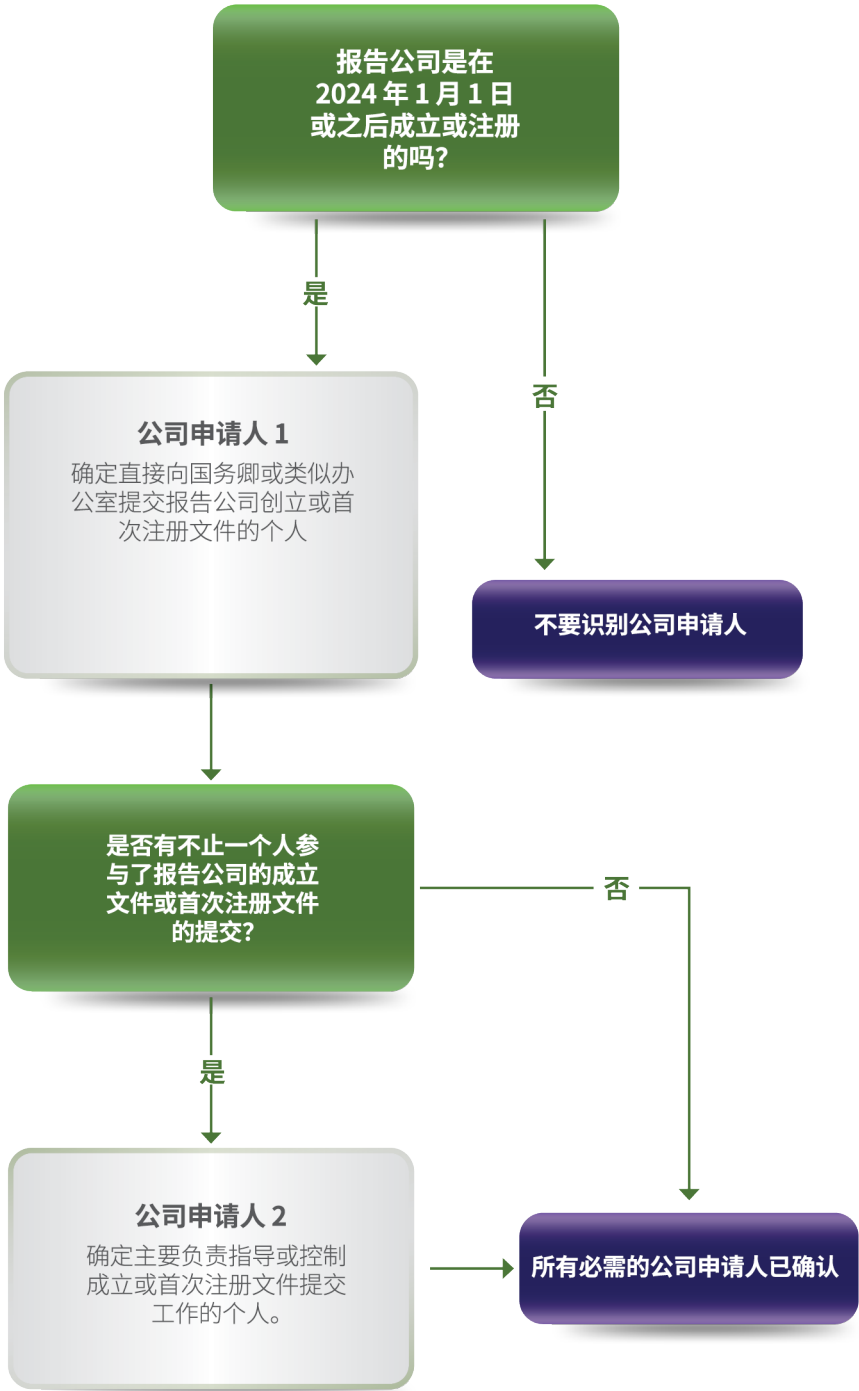 报告公司是在
2024 年 1 月 1 日
或之后成立或注册
的吗?
是
否
公司申请人 1
确定直接向国务卿或类似办
公室提交报告公司创立或首
次注册文件的个人
不要识别公司申请人
是否有不止一个人参
与了报告公司的成立
文件或首次注册文件
的提交?
否
是
公司申请人 2
确定主要负责指导或控制
成立或首次注册文件提交
工作的个人。
所有必需的公司申请人已确认